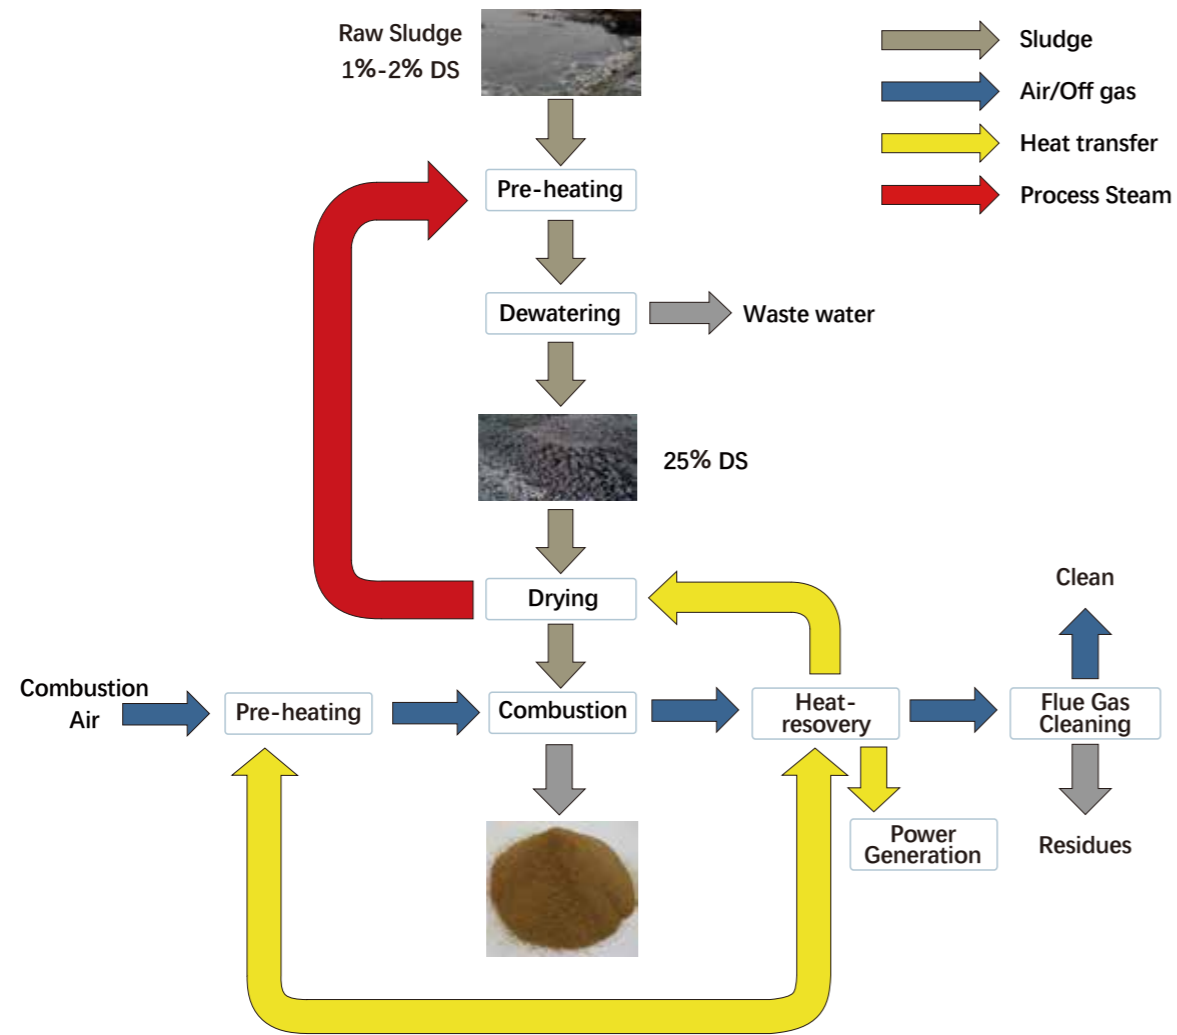 Raw Sludge
1%-2% DS
Sludge
Air/Off gas
Heat transfer
Process Steam
Pre-heating
Dewatering
Waste water
25% DS
Drying
Clean
Combustion
Air
Pre-heating
Combustion
Heat-
resovery
Flue Gas
Cleaning
Power
Generation
Residues